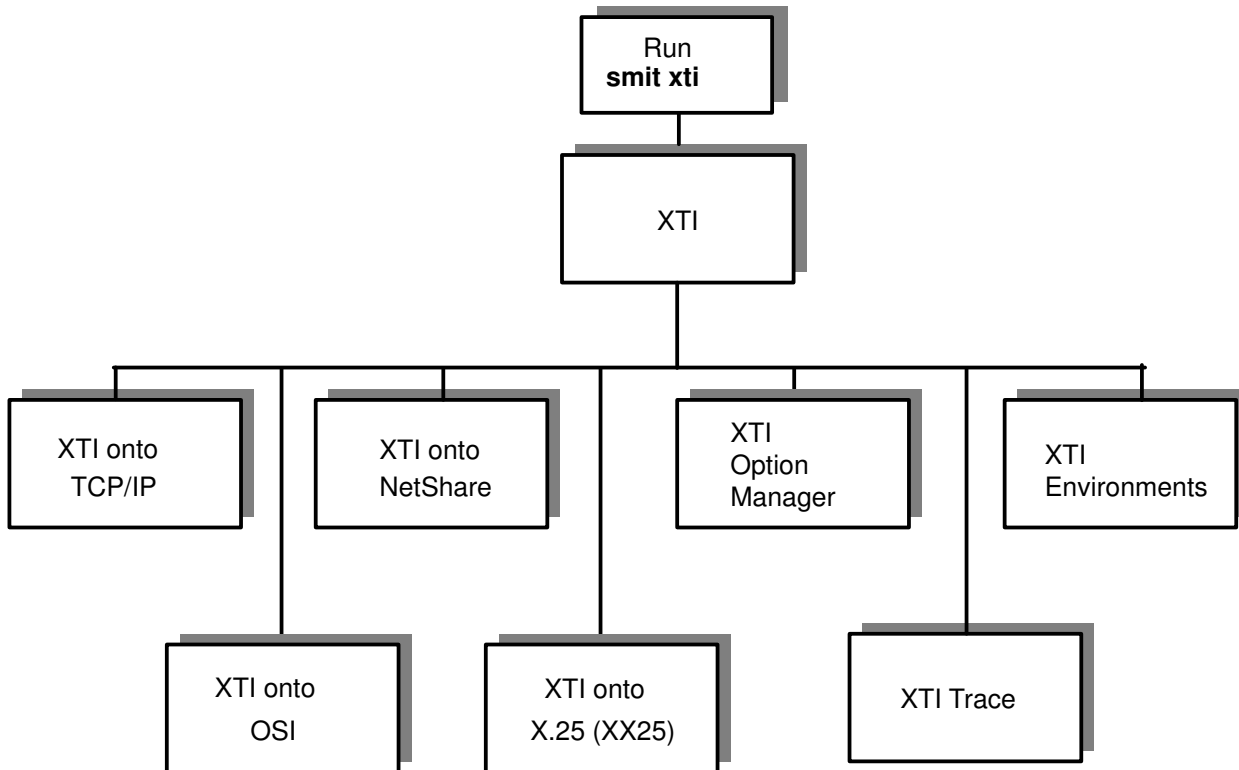 Run
smit xti
XTI
XTI onto
TCP/IP
XTI onto
NetShare
XTI
Option
Manager
XTI
Environments
XTI onto
OSI
XTI onto
X.25 (XX25)
XTI Trace